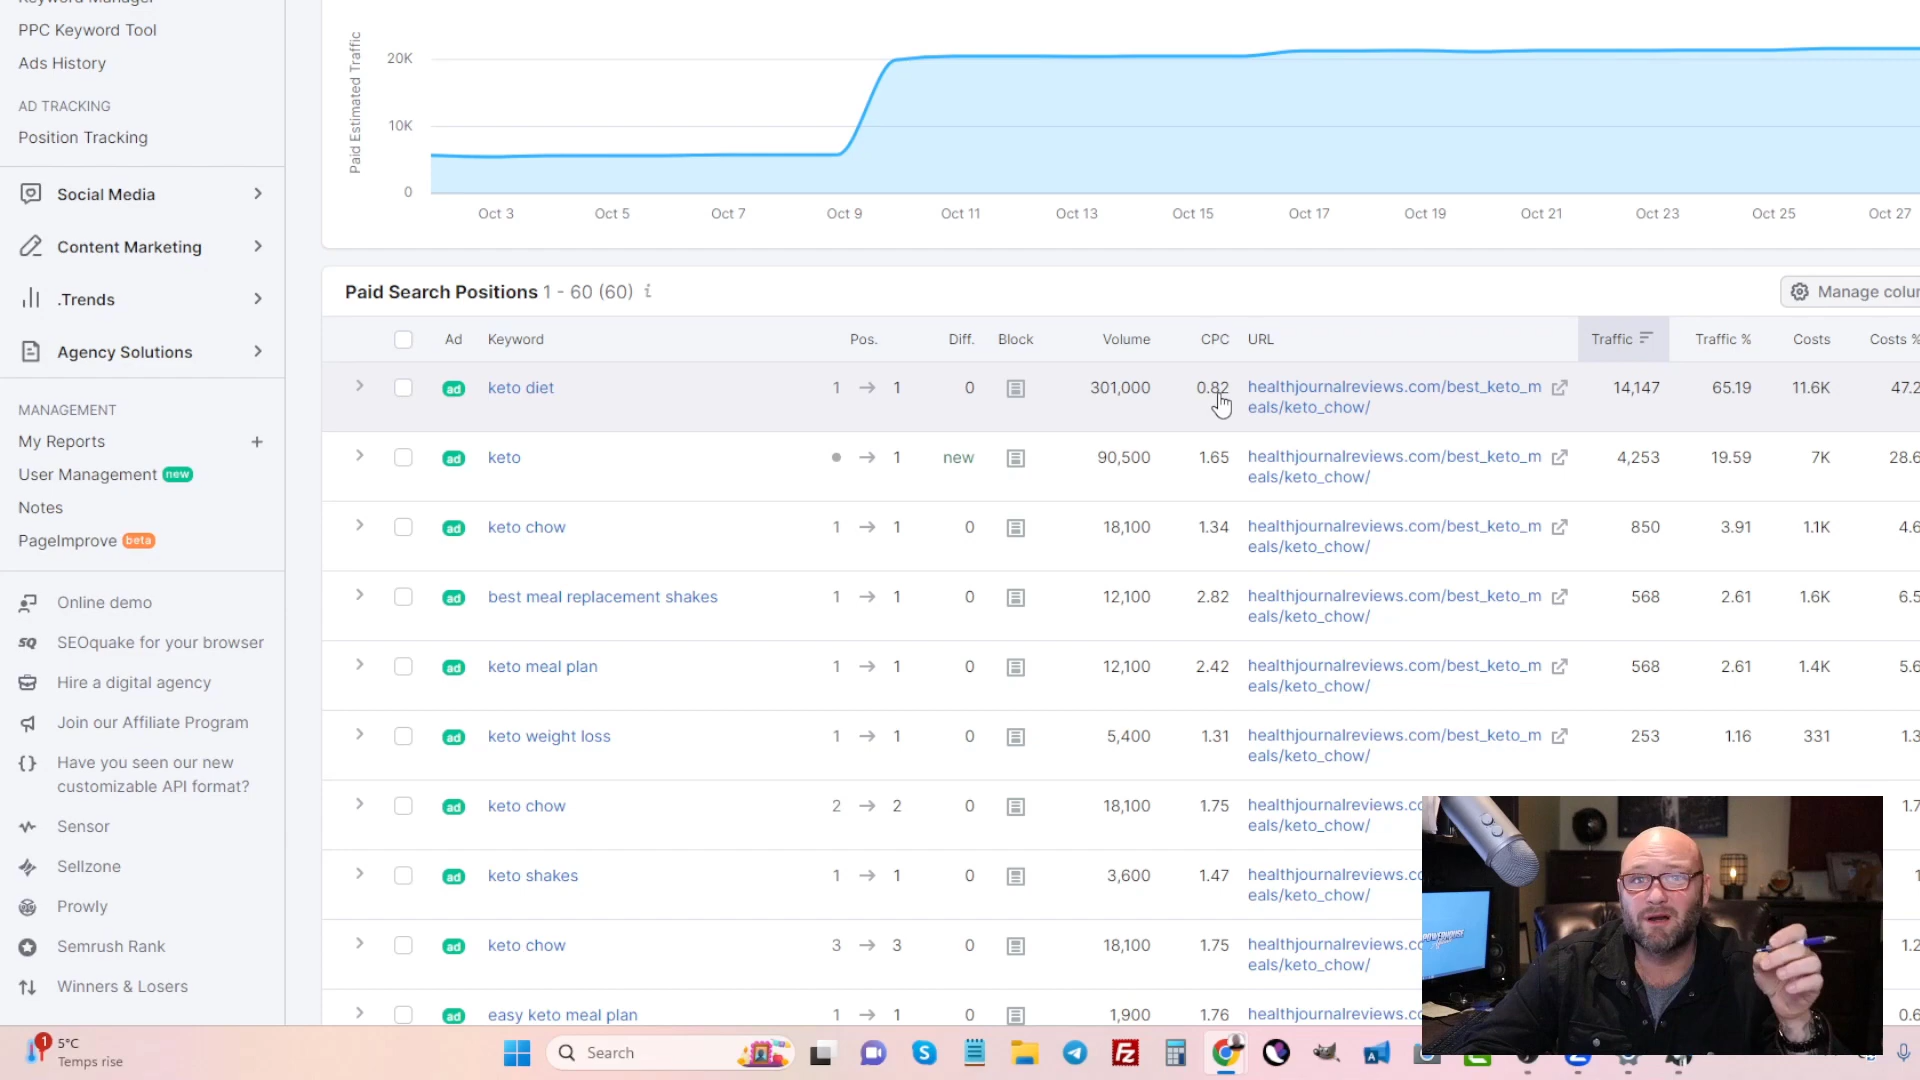 PPC Keyword Tool
Ads History
AD TRACKING
Position Tracking
Social Media
Content Marketing
.Trends
Agency Solutions
MANAGEMENT
My Reports +
User Management new
Notes
PageImprove beta
Online demo
SQ SEOquake for your browser
Hire a digital agency
Join our Affiliate Program
{} Have you seen our new
customizable API format?
Sensor
Sellzone
Prowly
Semrush Rank
Winners & Losers
Paid Estimated Traffic
20K
10K
0
Oct 3 Oct 5 Oct 7 Oct 9 Oct 11 Oct 13 Oct 15 Oct 17 Oct 19 Oct 21 Oct 23 Oct 25 Oct 27
Paid Search Positions 1 - 60 (60) i
Manage colu
Ad Keyword Pos. Diff. Block Volume CPC URL Traffic Traffic % Costs Costs %
ad keto diet 1 → 1 0 301,000 0.82 healthjournalreviews.com/best_keto_m 14,147 65.19 11.6K 47.2
eals/keto_chow/
ad keto → 1 new 90,500 1.65 healthjournalreviews.com/best_keto_m 4,253 19.59 7K 28.6
eals/keto_chow/
ad keto chow 1 → 1 0 18,100 1.34 healthjournalreviews.com/best_keto_m 850 3.91 1.1K 4.6
eals/keto_chow/
ad best meal replacement shakes 1 → 1 0 12,100 2.82 healthjournalreviews.com/best_keto_m 568 2.61 1.6K 6.5
eals/keto_chow/
ad keto meal plan 1 → 1 0 12,100 2.42 healthjournalreviews.com/best_keto_m 568 2.61 1.4K 5.6
eals/keto_chow/
ad keto weight loss 1 → 1 0 5,400 1.31 healthjournalreviews.com/best_keto_m 253 1.16 331 1.3
eals/keto_chow/
ad keto chow 2 → 2 0 18,100 1.75 healthjournalreviews.co 1.7
eals/keto_chow/
ad keto shakes 1 → 1 0 3,600 1.47 healthjournalreviews.co 1
eals/keto_chow/
ad keto chow 3 → 3 0 18,100 1.75 healthjournalreviews.co 1.2
eals/keto_chow/
ad easy keto meal plan 1 → 1 0 1,900 1.76 healthjournalreviews.co 0.6
POWERHOUSE
1
5°C
Temps rise
Search